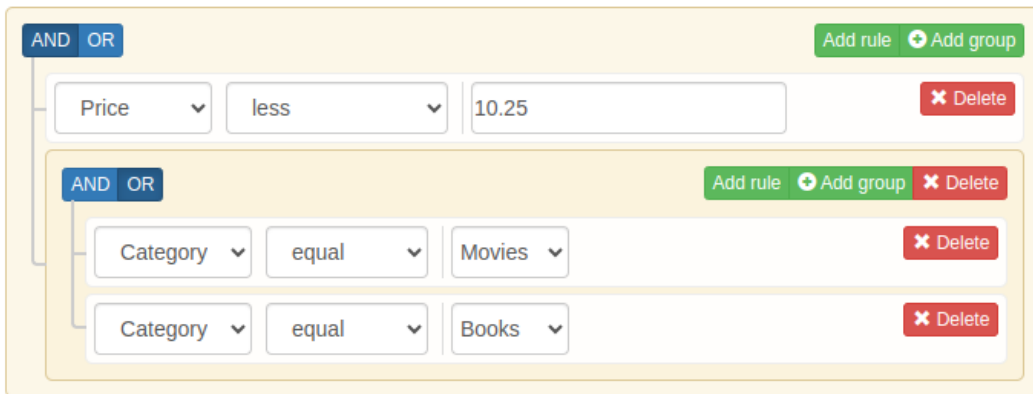 AND OR Add rule Add group
Price less 10.25 Delete
AND OR Add rule Add group Delete
Category equal Movies Delete
Category equal Books Delete